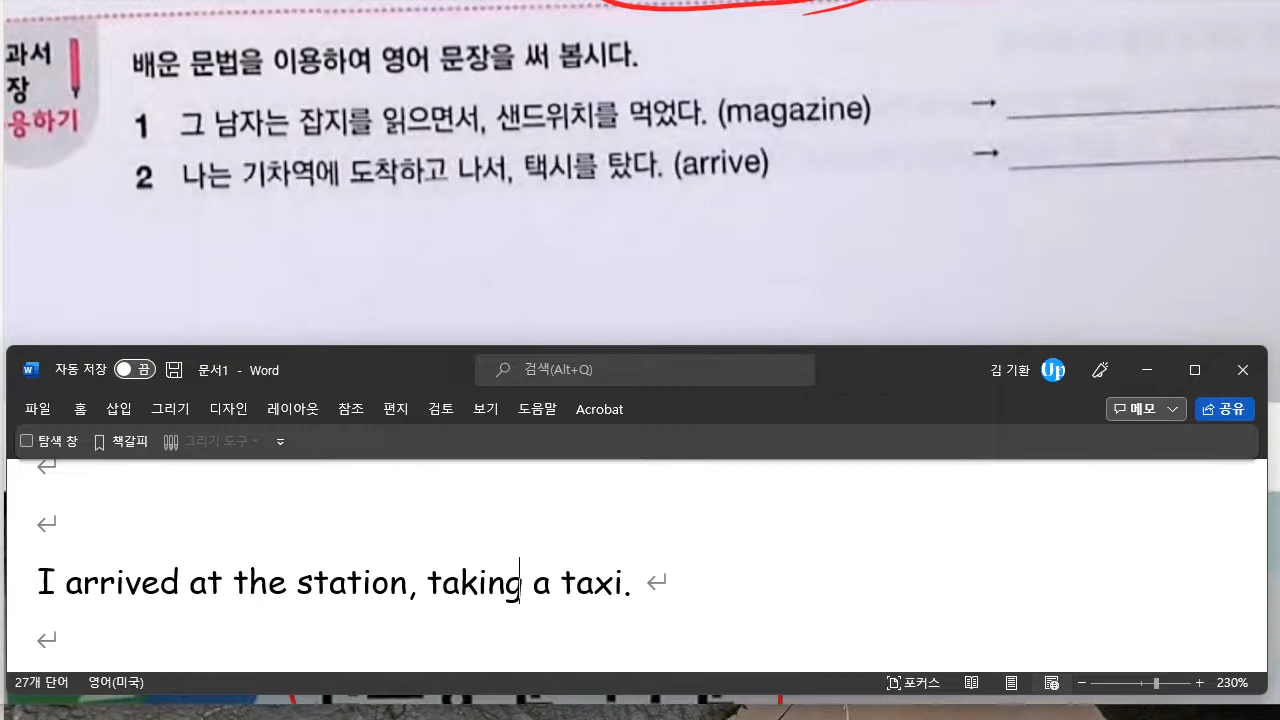 과서
장
용하기
배운 문법을 이용하여 영어 문장을 써 봅시다.
1 그 남자는 잡지를 읽으면서, 샌드위치를 먹었다. (magazine) →
2 나는 기차역에 도착하고 나서, 택시를 탔다. (arrive) →
자동 저장 끔 문서1 - Word 검색(Alt+Q) 김 기환 Up
파일 홈 삽입 그리기 디자인 레이아웃 참조 편지 검토 보기 도움말 Acrobat 메모 공유
탐색 창 책갈피 그리기 도구
I arrived at the station, taking a taxi.
27개 단어 영어(미국) 포커스 230%